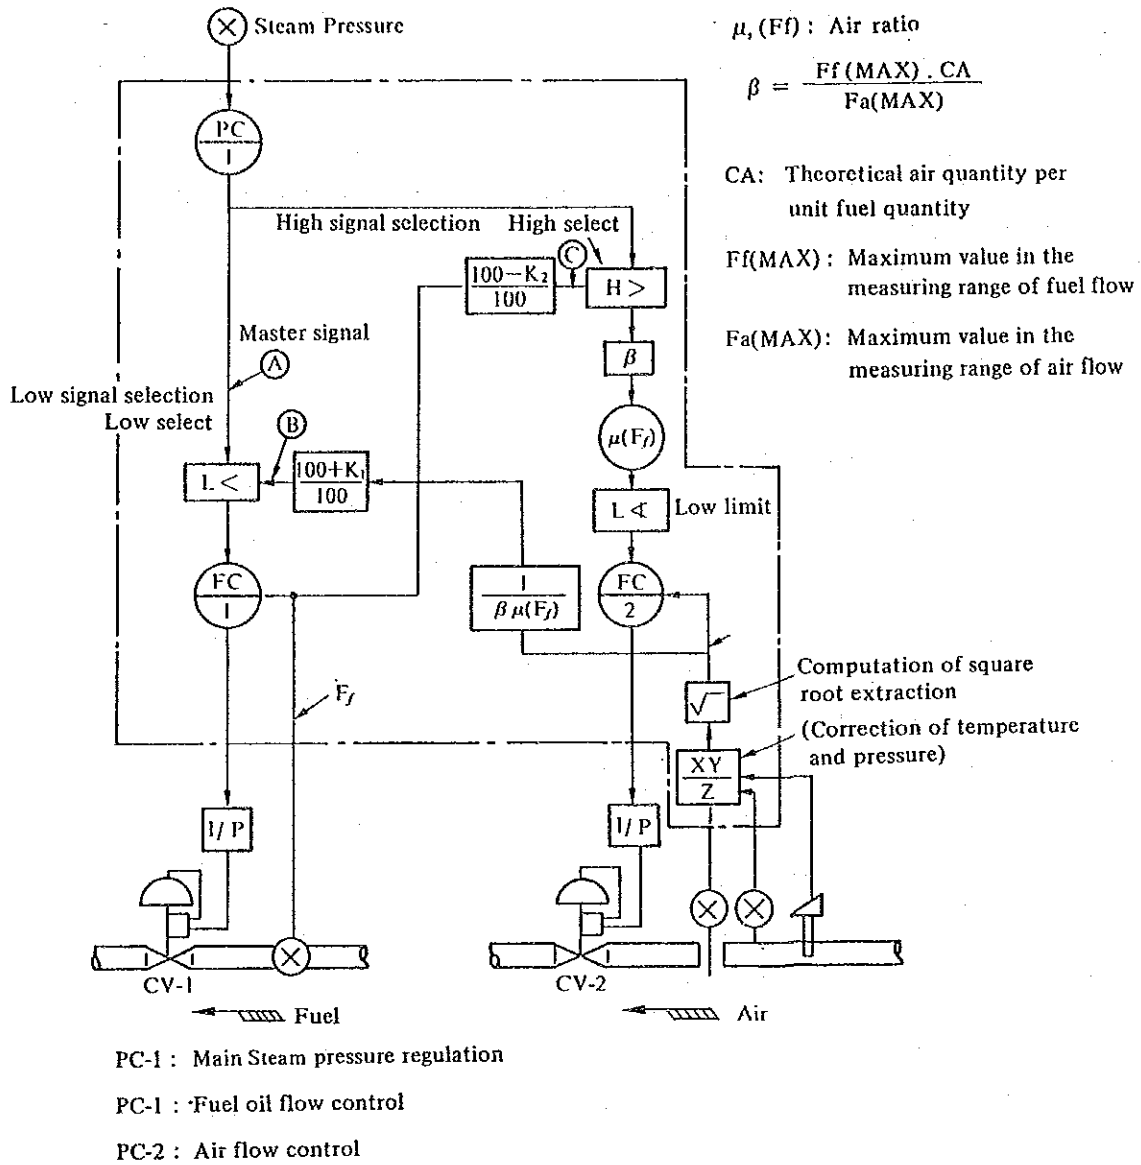 Steam Pressure
μ, (Ff) : Air ratio
β = Ff (MAX) . CA / Fa(MAX)
PC
1
CA: Theoretical air quantity per
unit fuel quantity
High signal selection High select
C
Ff(MAX) : Maximum value in the
measuring range of fuel flow
100−K2
100
H >
Master signal
A
β
Fa(MAX): Maximum value in the
measuring range of air flow
Low signal selection
Low select
B
μ(Ff)
L <
100+K1
100
L ∢ Low limit
FC
1
1
β μ(Ff)
FC
2
Computation of square
root extraction
√
Ff
(Correction of temperature
and pressure)
XY
Z
I/P
I/P
CV-1
CV-2
Fuel
Air
PC-1 : Main Steam pressure regulation
PC-1 : Fuel oil flow control
PC-2 : Air flow control